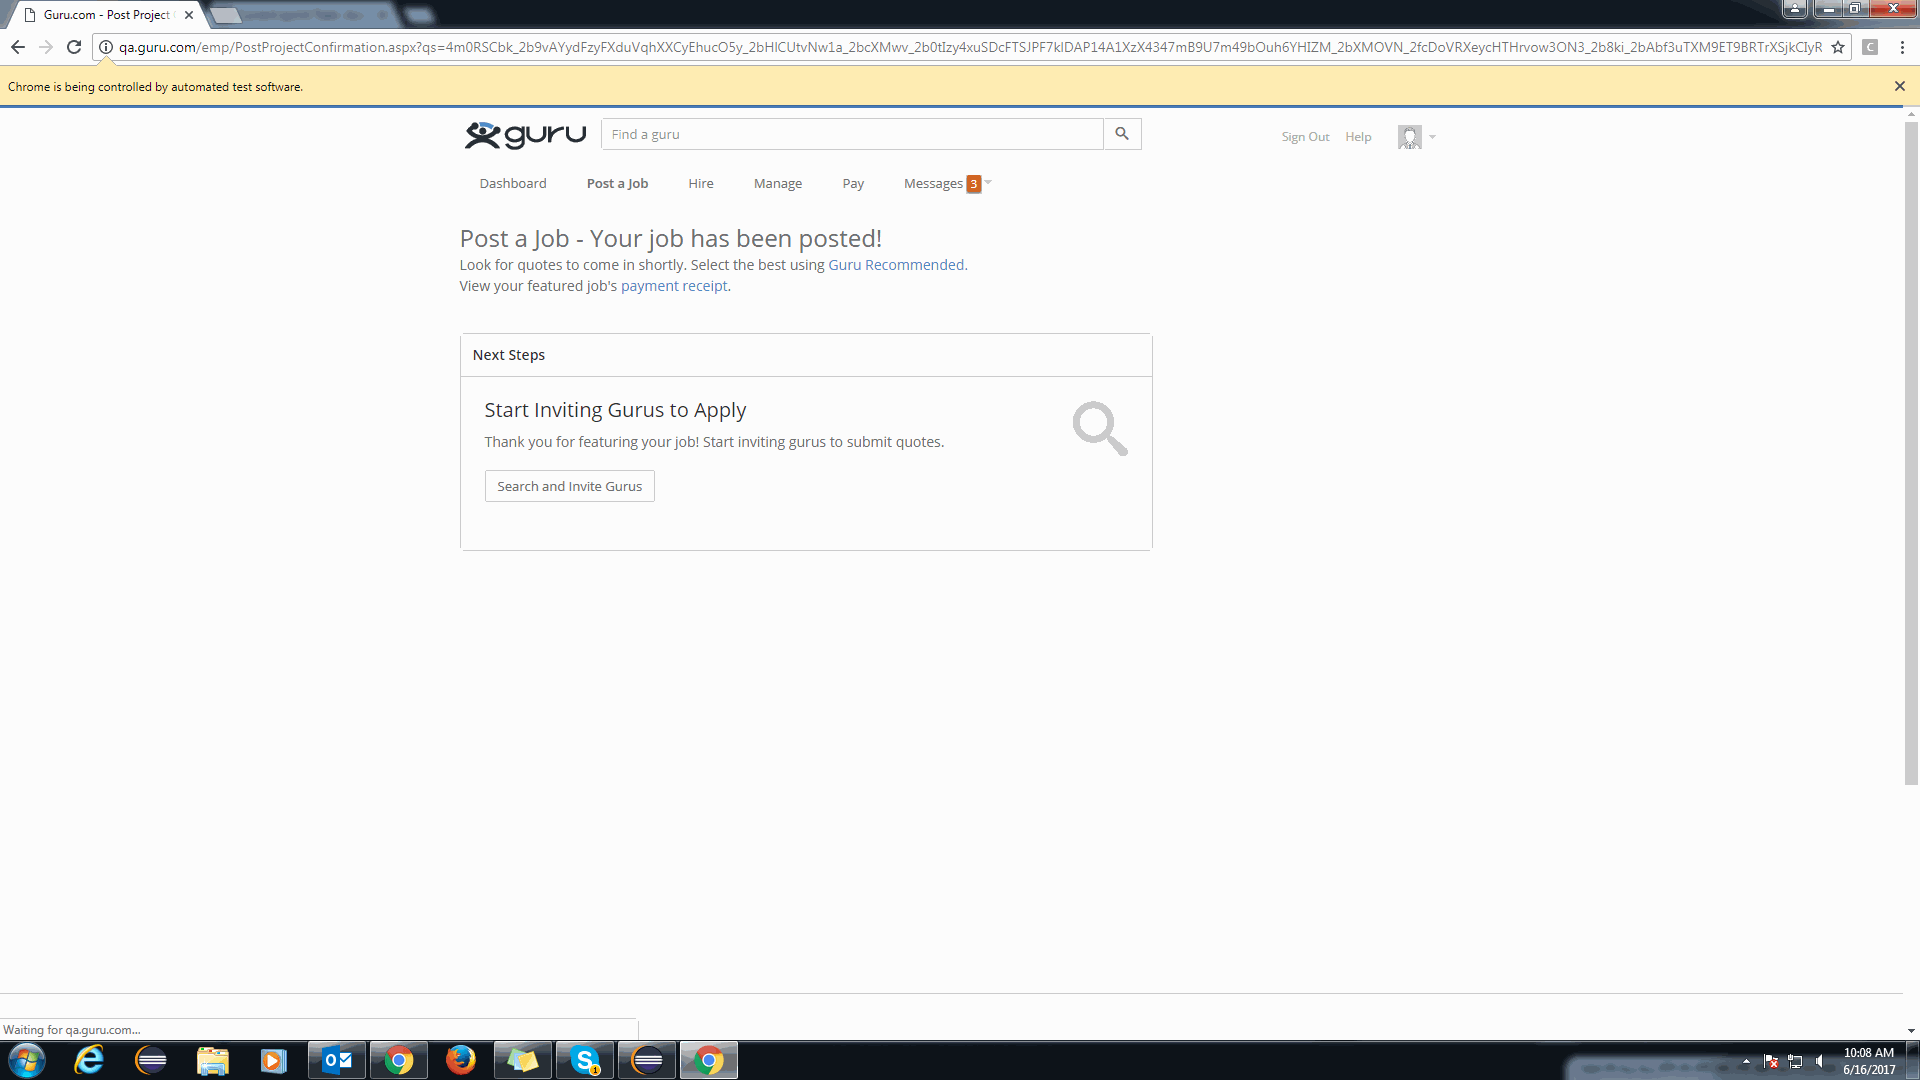 Guru.com - Post Project
qa.guru.com/emp/PostProjectConfirmation.aspx?qs=4m0RSCbk_2b9vAYydFzyFXduVqhXXCyEhucO5y_2bHlCUtvNw1a_2bcXMwv_2b0tIzy4xuSDcFTSJPF7klDAP14A1XzX4347mB9U7m49bOuh6YHIZM_2bXMOVN_2fcDoVRXeycHTHrvow3ON3_2b8ki_2bAbf3uTXM9ET9BRTrXSjkCIyR
C
Chrome is being controlled by automated test software.
guru
Find a guru
Sign Out Help
Dashboard Post a Job Hire Manage Pay Messages 3
Post a Job - Your job has been posted!
Look for quotes to come in shortly. Select the best using Guru Recommended.
View your featured job's payment receipt.
Next Steps
Start Inviting Gurus to Apply
Thank you for featuring your job! Start inviting gurus to submit quotes.
Search and Invite Gurus
Waiting for qa.guru.com...
10:08 AM
6/16/2017